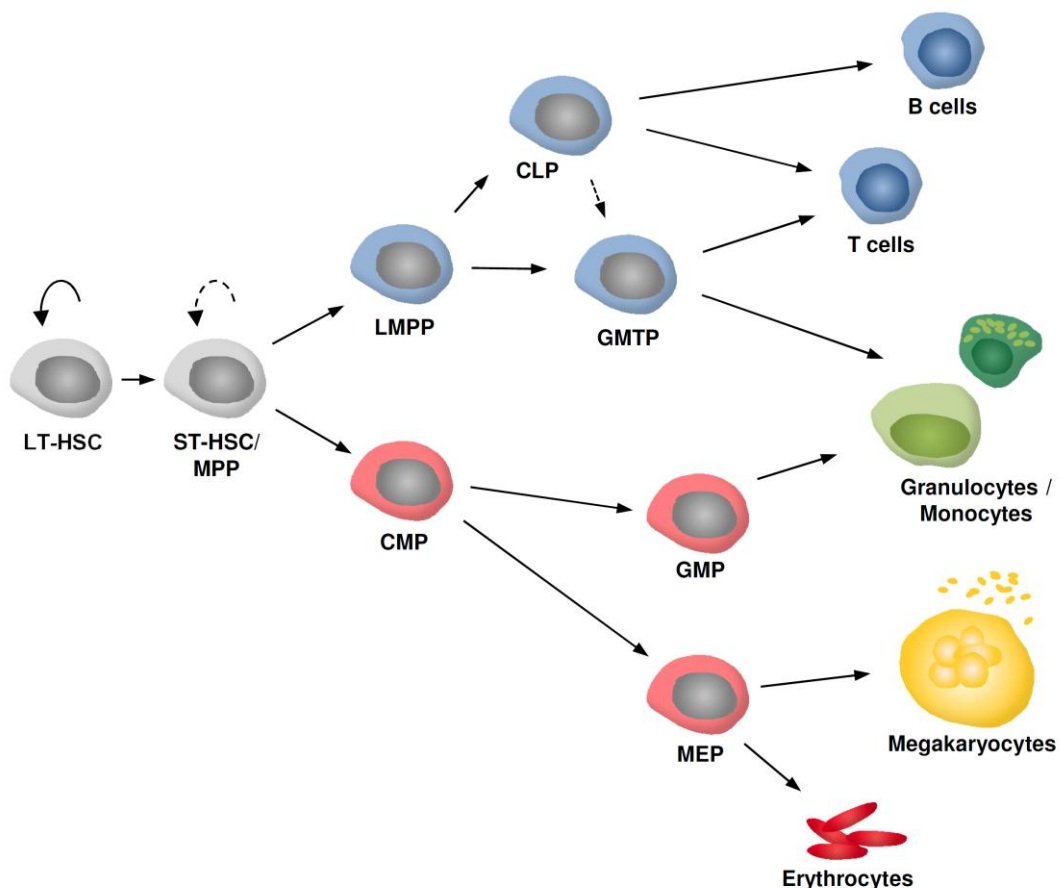 B cells
CLP
T cells
LMPP
GMTP
LT-HSC
ST-HSC/
MPP
Granulocytes /
Monocytes
CMP
GMP
MEP
Megakaryocytes
Erythrocytes